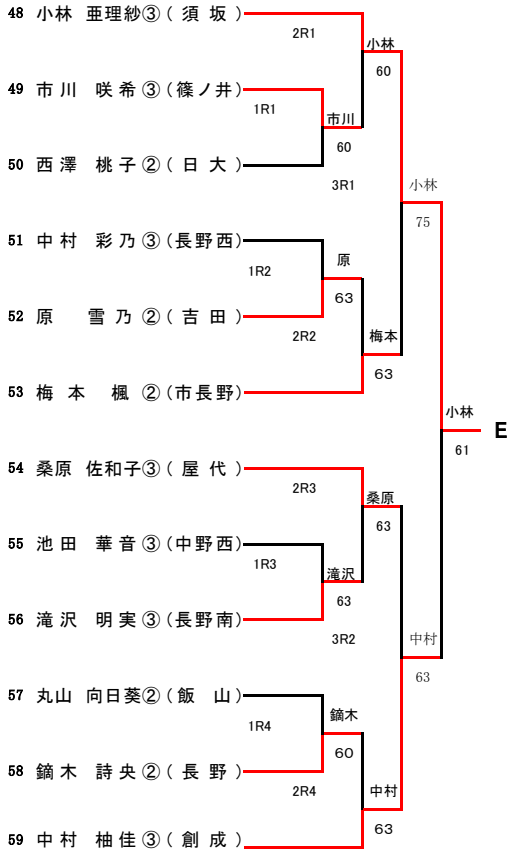 48 小林 亜理紗③(須坂)
2R1
小林
60
49 市川 咲希③(篠ノ井)
1R1
市川
60
50 西澤 桃子②(日大)
3R1
小林
75
51 中村 彩乃③(長野西)
1R2
原
63
52 原 雪乃②(吉田)
2R2
梅本
63
53 梅本 楓②(市長野)
小林
61
E
54 桑原 佐和子③(屋代)
2R3
桑原
63
55 池田 華音③(中野西)
1R3
滝沢
63
56 滝沢 明実③(長野南)
3R2
中村
63
57 丸山 向日葵②(飯山)
1R4
鏑木
60
58 鏑木 詩央②(長野)
2R4
中村
63
59 中村 柚佳③(創成)